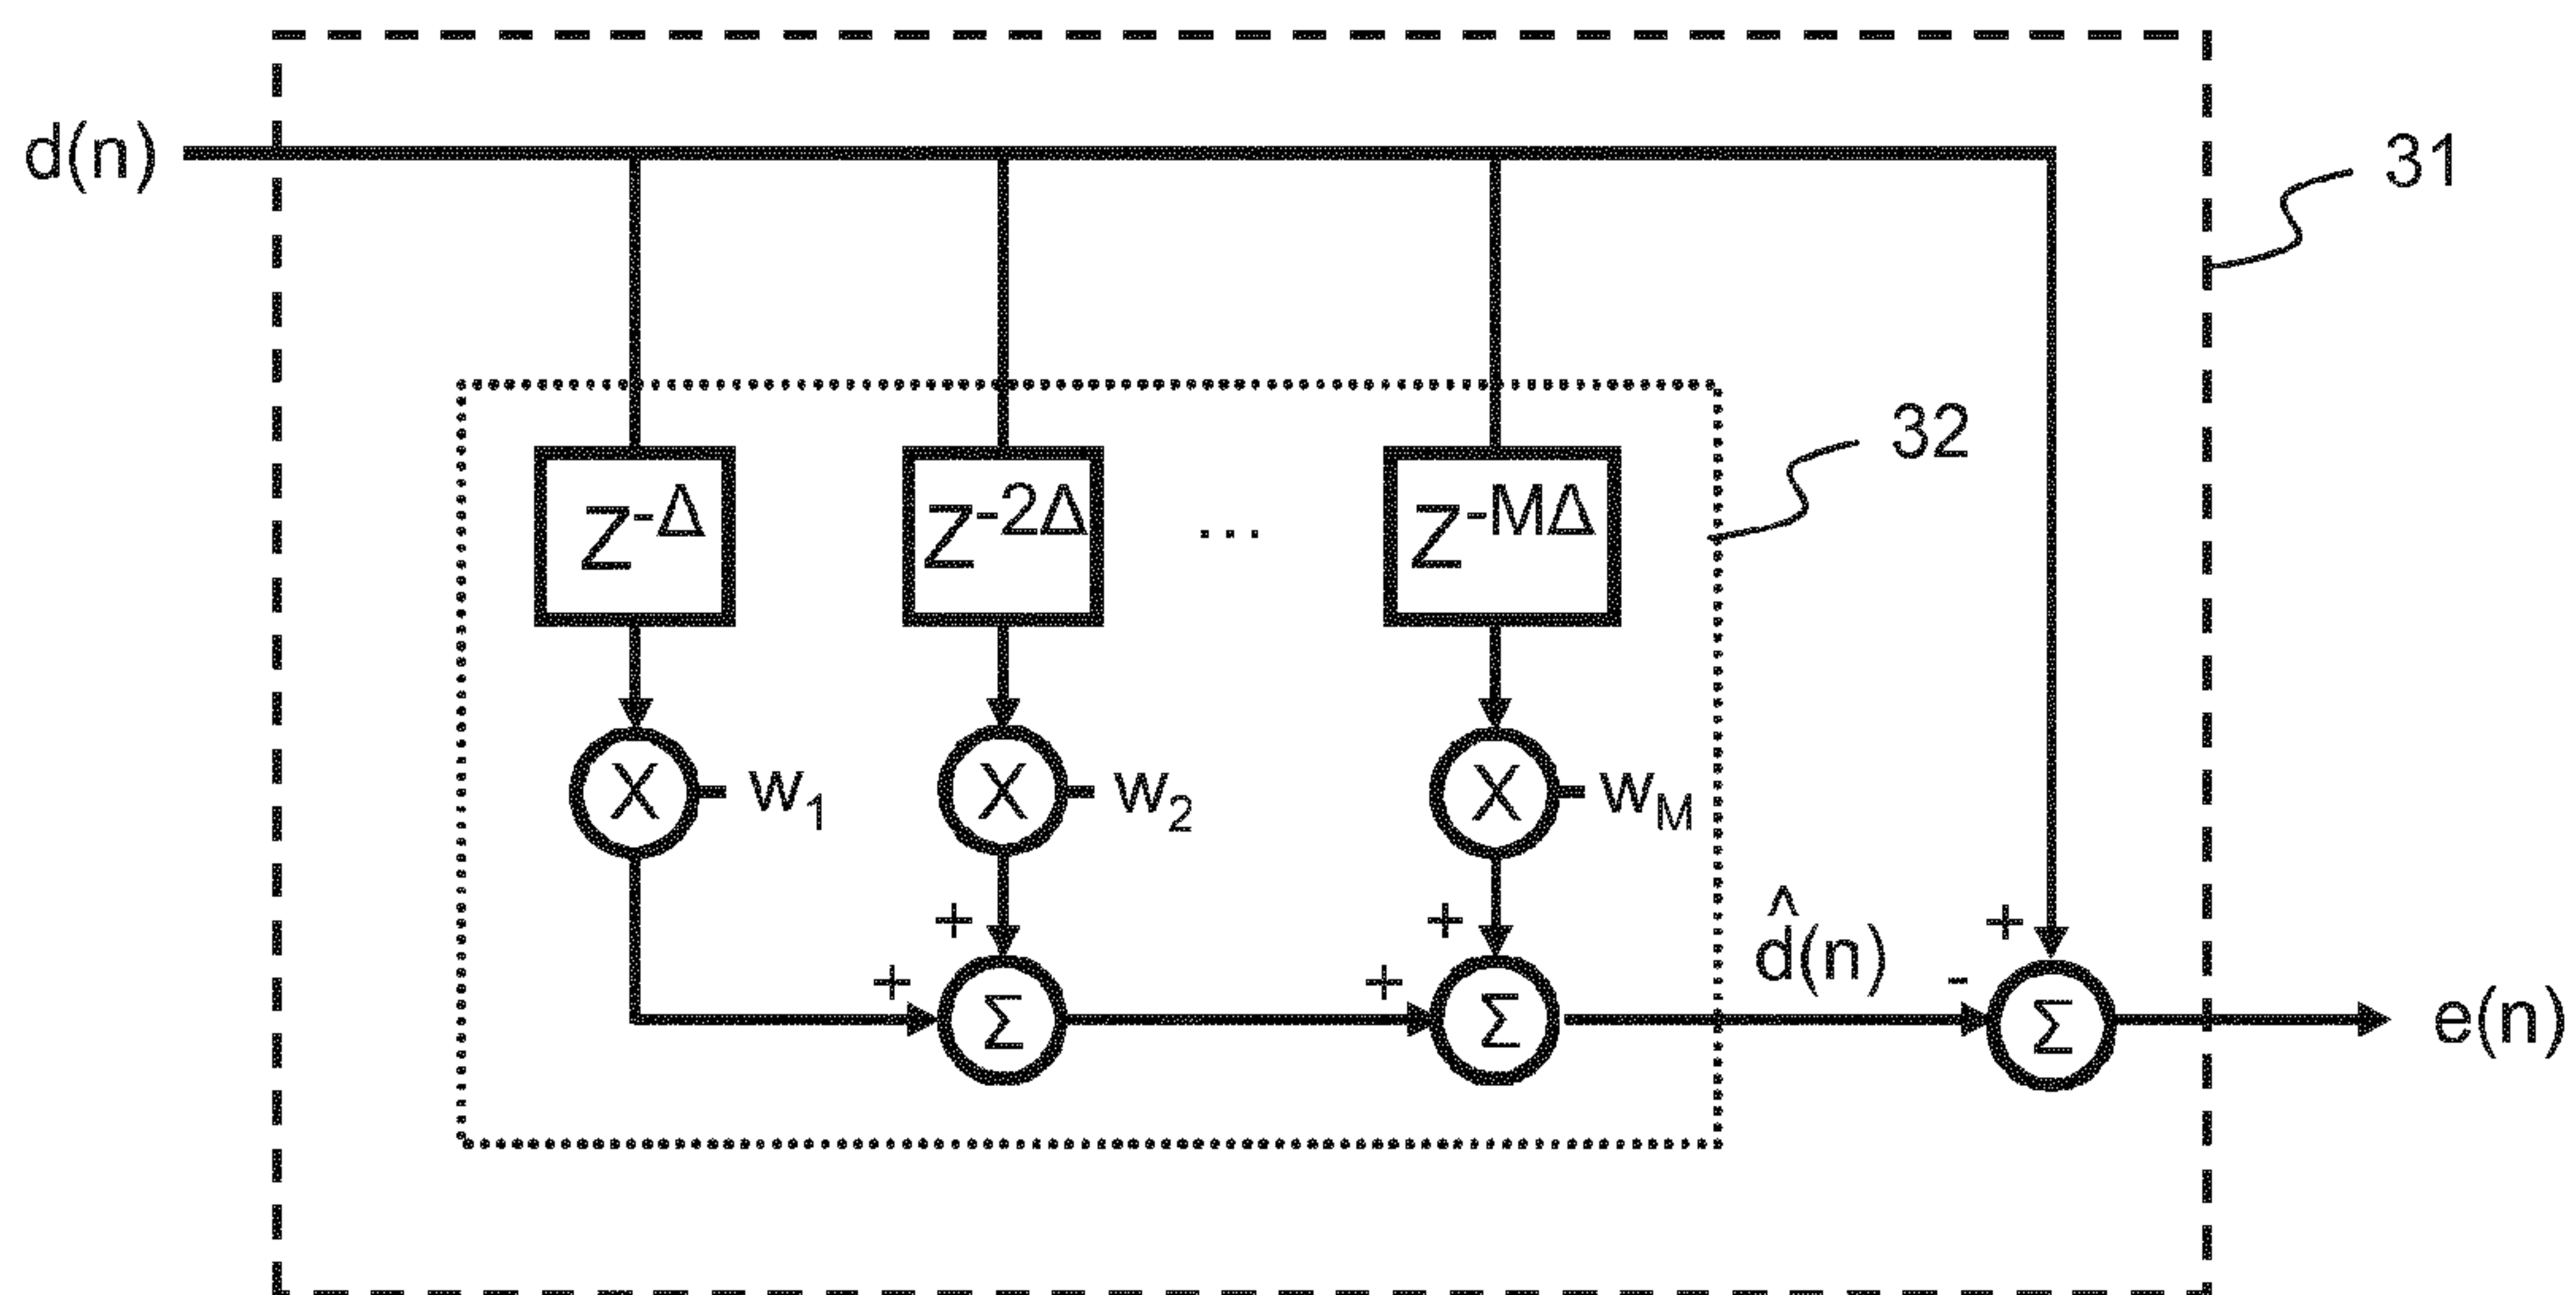 d(n)
31
32
Z-Δ Z-2Δ ... Z-MΔ
X w1 X w2 X wM
+ + ^d(n) +
+ + -
Σ Σ Σ e(n)